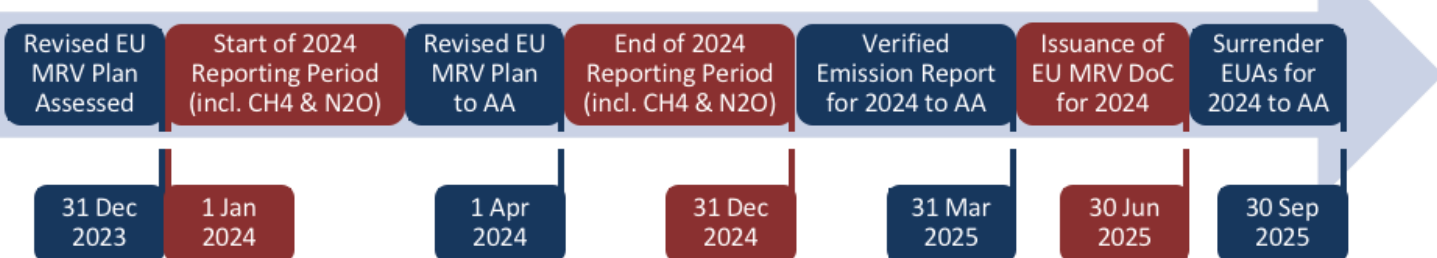 Revised EU
MRV Plan
Assessed
Start of 2024
Reporting Period
(incl. CH4 & N2O)
Revised EU
MRV Plan
to AA
End of 2024
Reporting Period
(incl. CH4 & N2O)
Verified
Emission Report
for 2024 to AA
Issuance of
EU MRV DoC
for 2024
Surrender
EUAs for
2024 to AA
31 Dec
2023
1 Jan
2024
1 Apr
2024
31 Dec
2024
31 Mar
2025
30 Jun
2025
30 Sep
2025